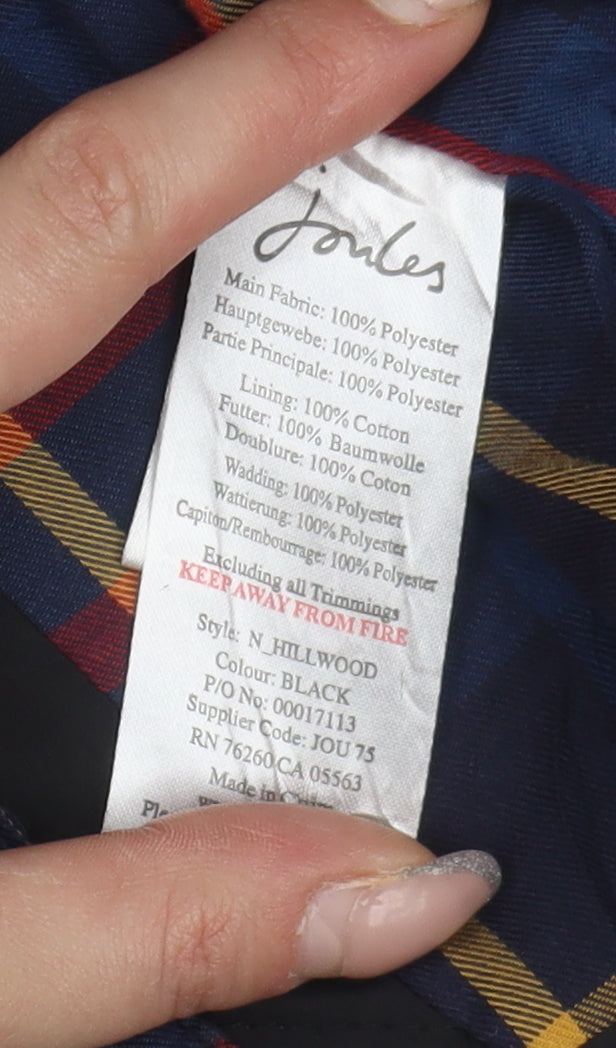 Joules
Main Fabric: 100% Polyester
Hauptgewebe: 100% Polyester
Partie Principale: 100% Polyester
Lining: 100% Cotton
Futter: 100% Baumwolle
Doublure: 100% Coton
Wadding: 100% Polyester
Wattierung: 100% Polyester
Capiton/Rembourrage: 100% Polyester
Excluding all Trimmings
KEEP AWAY FROM FIRE
Style: N_HILLWOOD
Colour: BLACK
P/O No: 00017113
Supplier Code: JOU 75
RN 76260 CA 05563
Made in